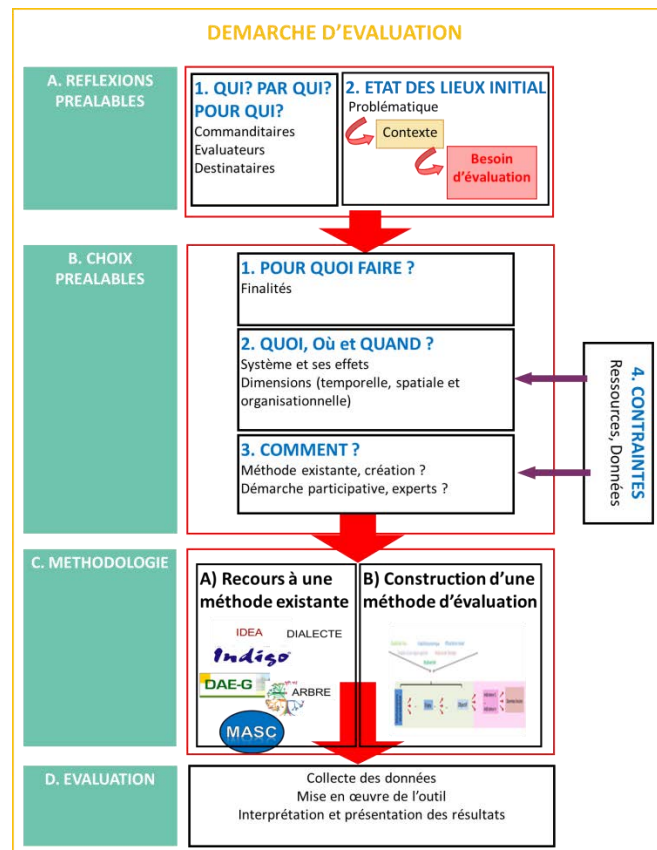 DEMARCHE D'EVALUATION
A. REFLEXIONS
PREALABLES
1. QUI? PAR QUI?
POUR QUI?
Commanditaires
Evaluateurs
Destinataires
2. ETAT DES LIEUX INITIAL
Problématique
Contexte
Besoin
d'évaluation
B. CHOIX
PREALABLES
1. POUR QUOI FAIRE ?
Finalités
2. QUOI, Où et QUAND ?
Système et ses effets
Dimensions (temporelle, spatiale et
organisationnelle)
3. COMMENT ?
Méthode existante, création ?
Démarche participative, experts ?
4. CONTRAINTES
Ressources, Données
C. METHODOLOGIE
A) Recours à une
méthode existante
IDEA
DIALECTE
Indigo
DAE-G
ARBRE
MASC
B) Construction d'une
méthode d'évaluation
D. EVALUATION
Collecte des données
Mise en œuvre de l'outil
Interprétation et présentation des résultats